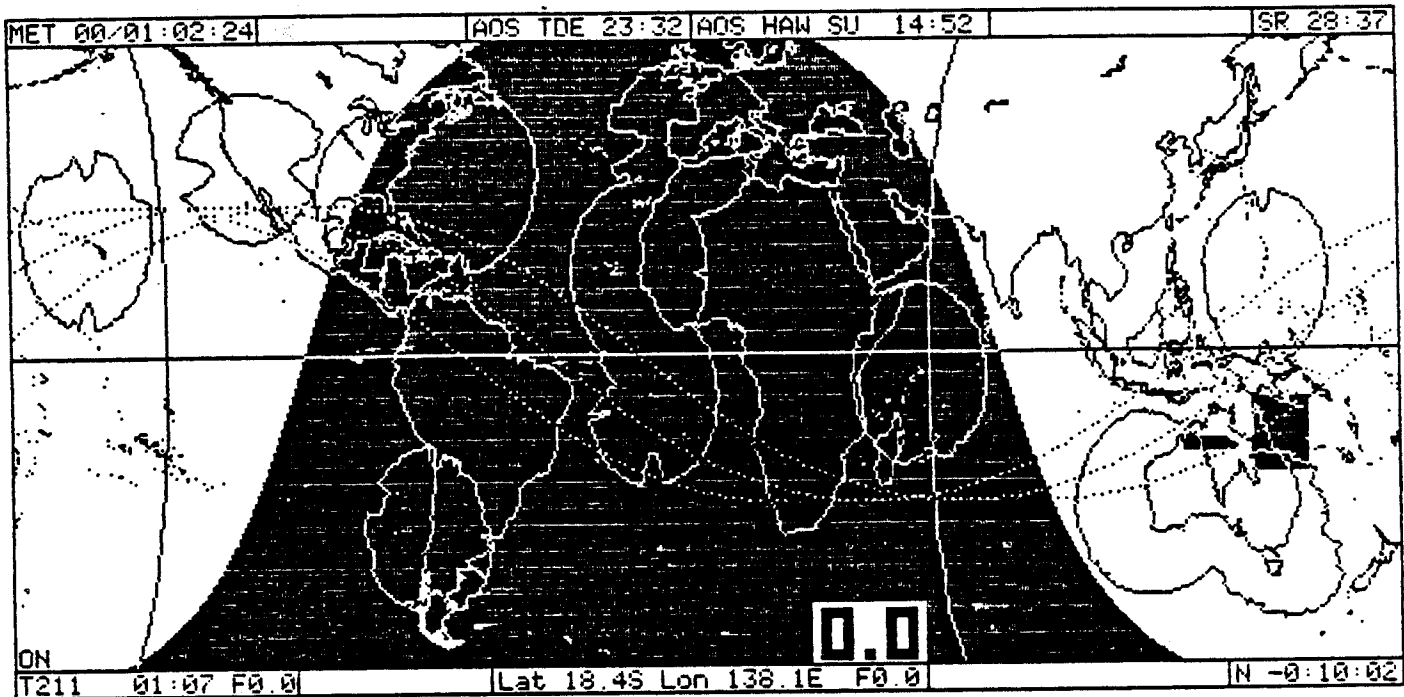 MET 00/01:02:24 AOS TDE 23:32 AOS HAW SU 14:52 SR 28:37
0.0
ON
T211 01:07 F0.0 Lat 18.4S Lon 138.1E F0.0 N -0:10:02